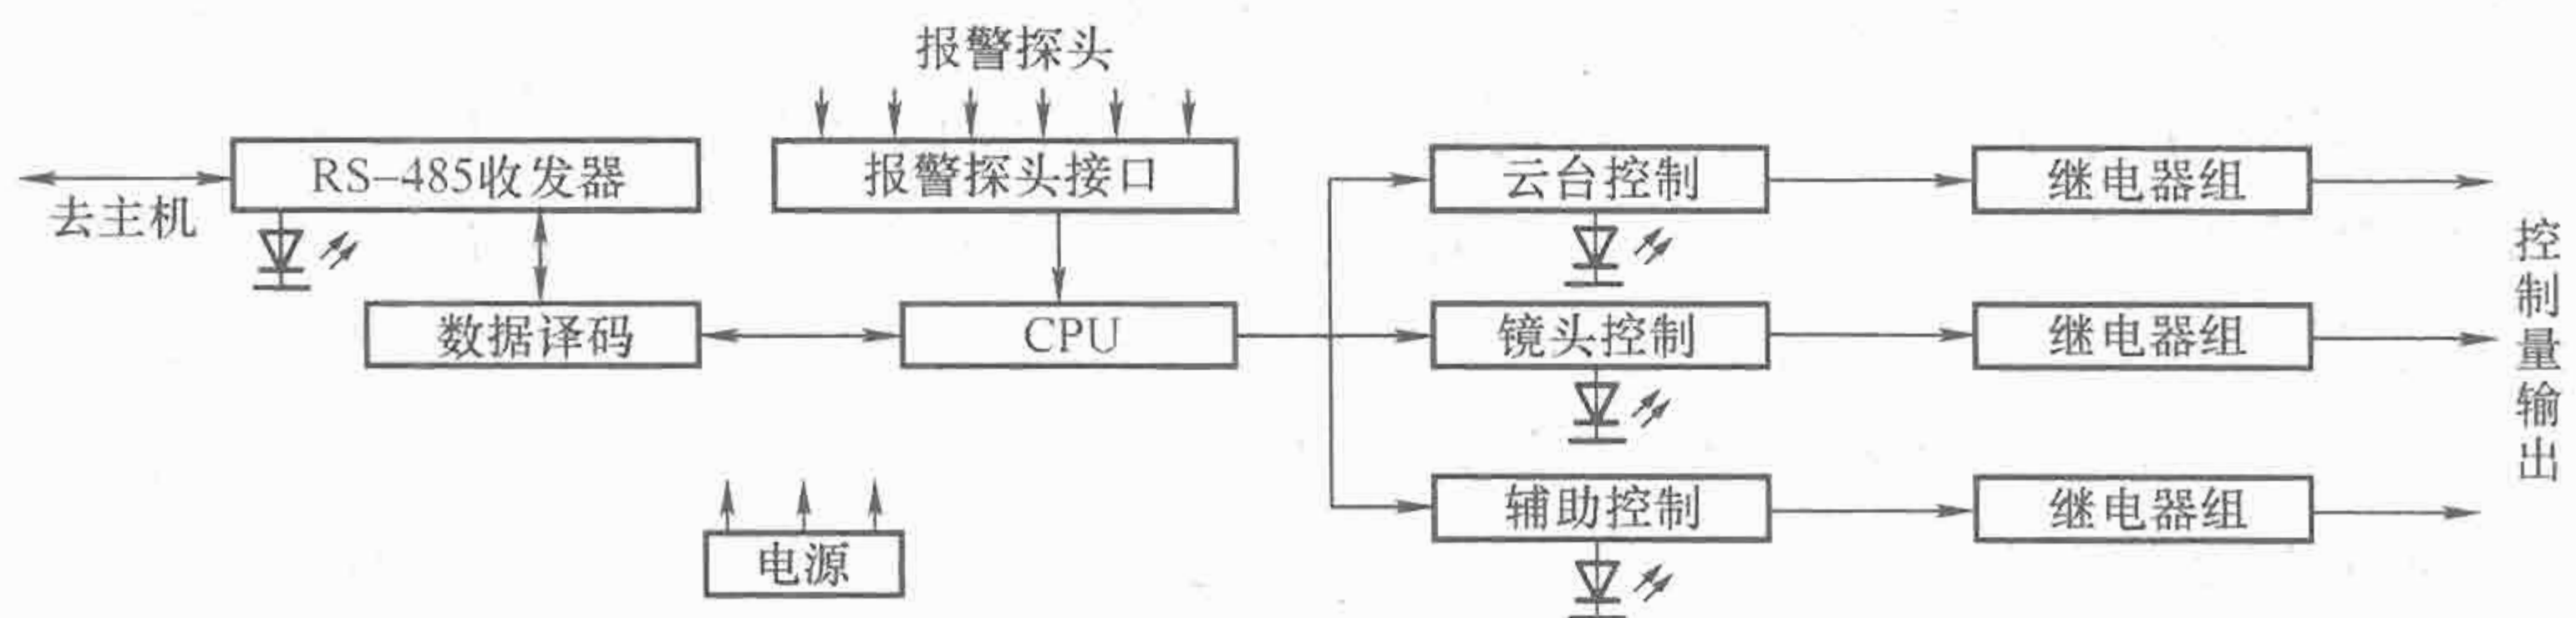 报警探头
RS-485收发器
报警探头接口
云台控制
继电器组
去主机
数据译码
CPU
镜头控制
继电器组
控制量输出
电源
辅助控制
继电器组